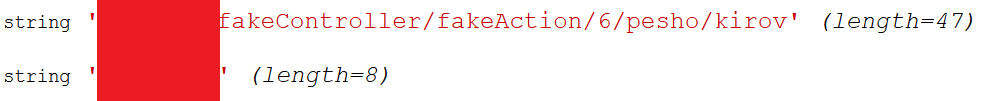 string 'fakeController/fakeAction/6/pesho/kirov' (length=47)
string '' (length=8)